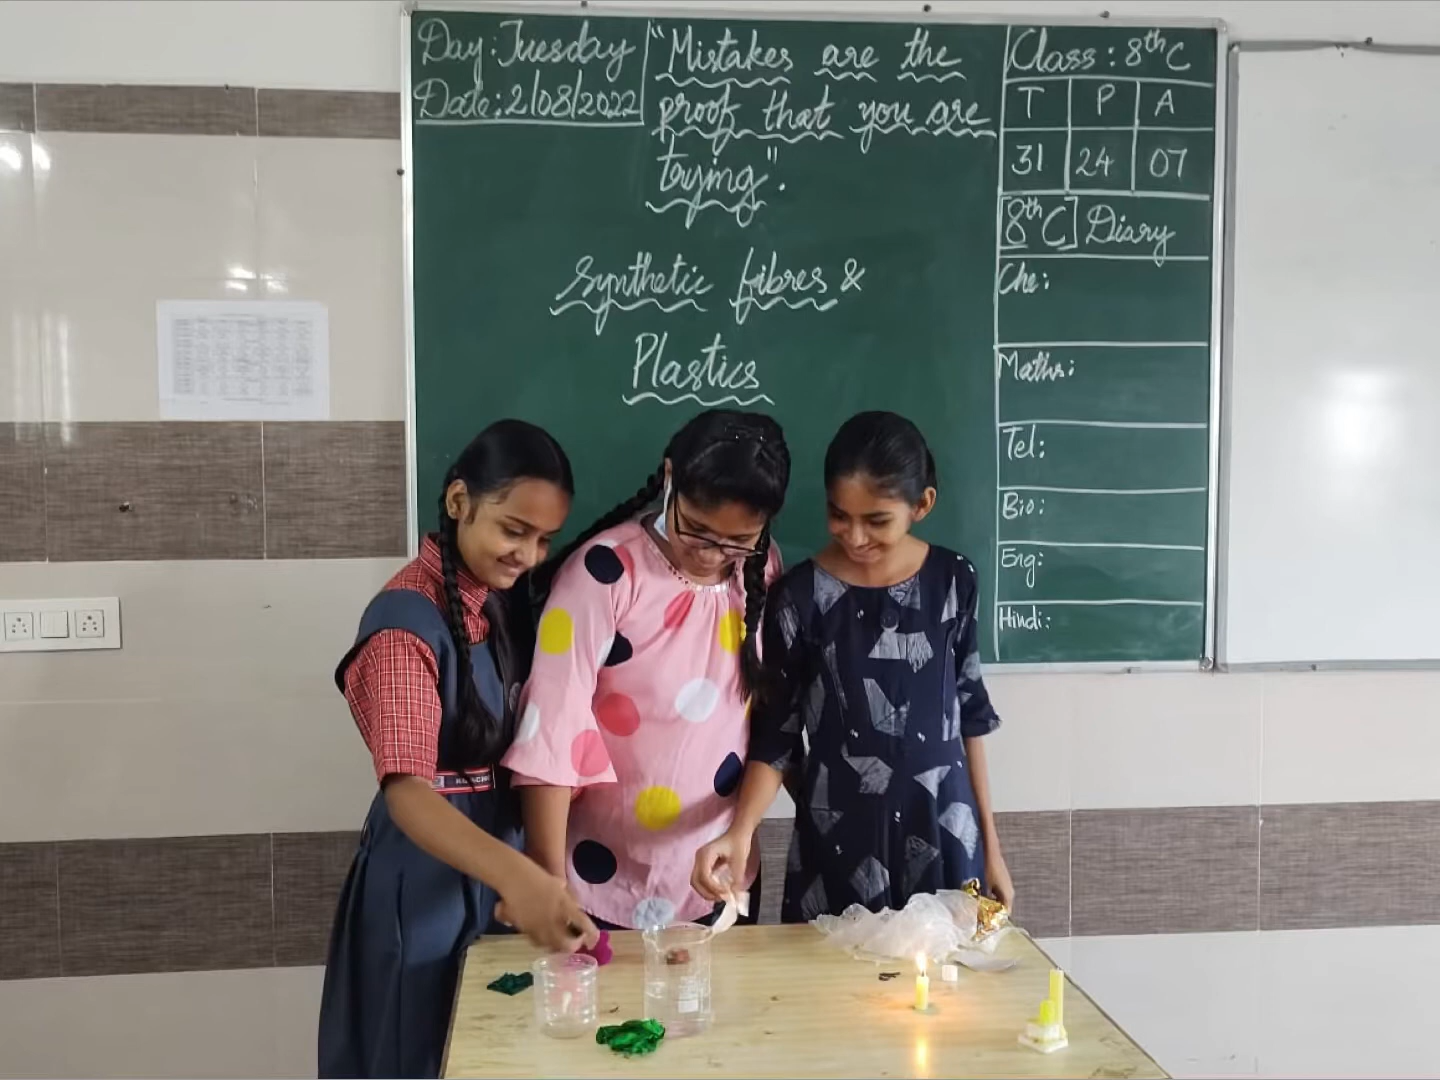 Day: Tuesday
Date: 2/08/2022
"Mistakes are the
proof that you are
trying".
Synthetic fibres &
Plastics
Class: 8th C
T P A
31 24 07
[8th C] Diary
Che:
Maths:
Tel:
Bio:
Eng:
Hindi: